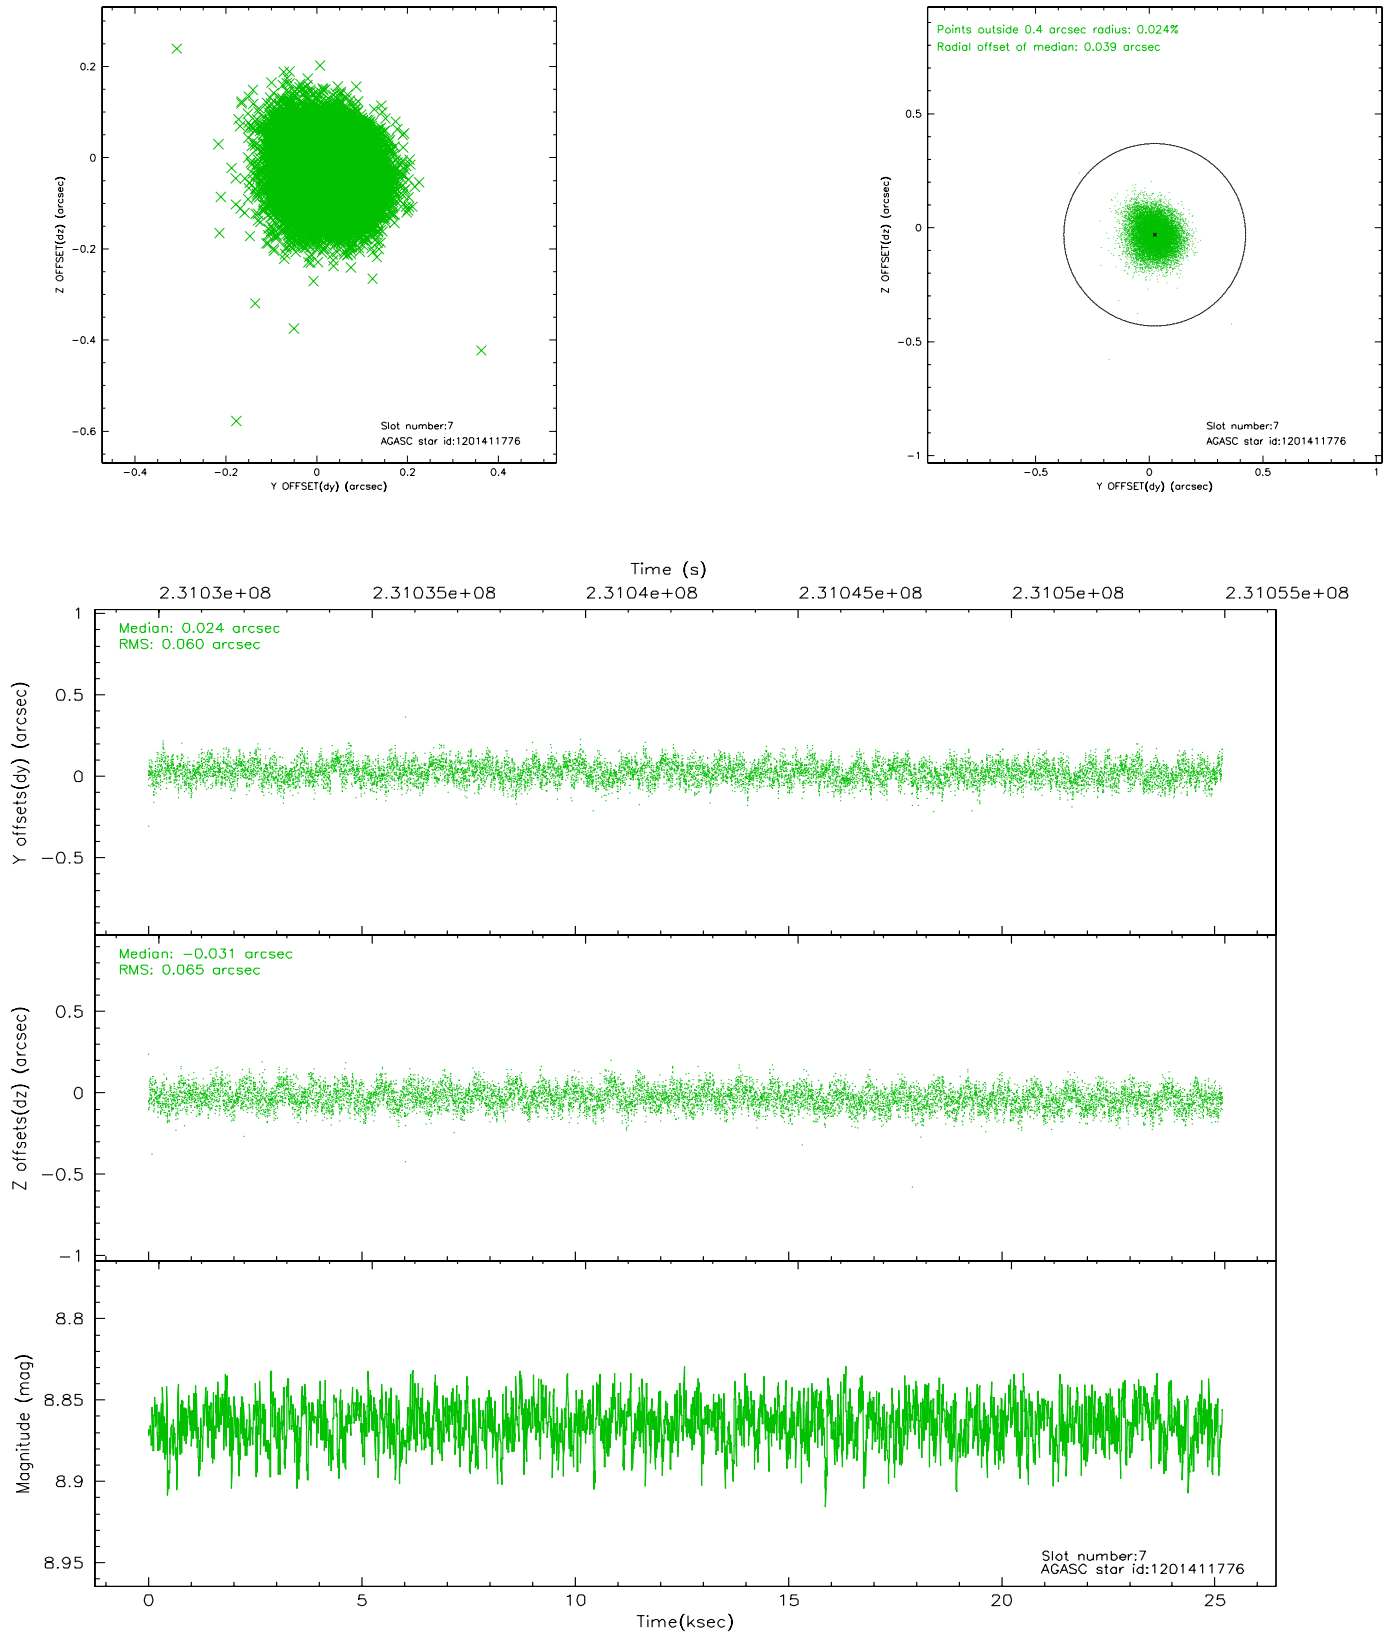 0.2
0
−0.2
−0.4
−0.6
Z OFFSET(dz) (arcsec)
Slot number:7
AGASC star id:1201411776
−0.4 −0.2 0 0.2 0.4
Y OFFSET(dy) (arcsec)
Points outside 0.4 arcsec radius: 0.024%
Radial offset of median: 0.039 arcsec
0.5
0
−0.5
−1
Z OFFSET(dz) (arcsec)
Slot number:7
AGASC star id:1201411776
−0.5 0 0.5 1
Y OFFSET(dy) (arcsec)
Time (s)
2.3103e+08 2.31035e+08 2.3104e+08 2.31045e+08 2.3105e+08 2.31055e+08
Median: 0.024 arcsec
RMS: 0.060 arcsec
1
0.5
0
−0.5
Y offsets(dy) (arcsec)
Median: −0.031 arcsec
RMS: 0.065 arcsec
0.5
0
−0.5
−1
Z offsets(dz) (arcsec)
8.8
8.85
8.9
8.95
Magnitude (mag)
Slot number:7
AGASC star id:1201411776
0 5 10 15 20 25
Time(ksec)